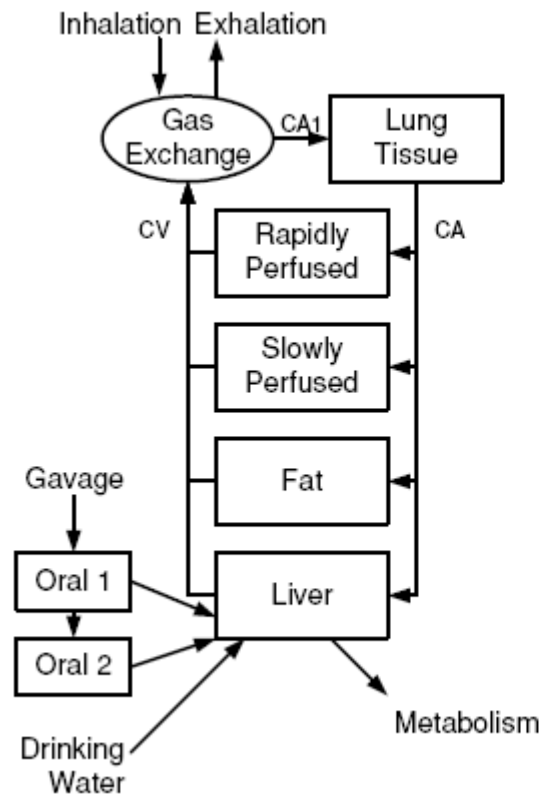 Inhalation Exhalation
Gas
Exchange
CA1
Lung
Tissue
CV
CA
Rapidly
Perfused
Slowly
Perfused
Fat
Gavage
Oral 1
Liver
Oral 2
Metabolism
Drinking
Water